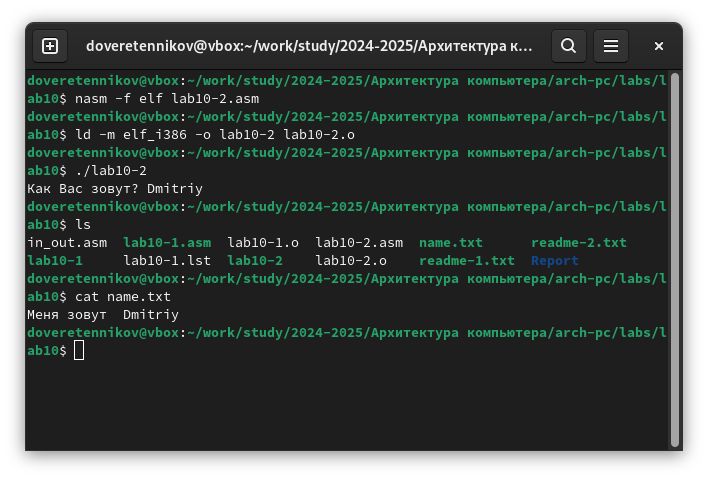 doveretennikov@vbox:~/work/study/2024-2025/Архитектура к…
doveretennikov@vbox:~/work/study/2024-2025/Архитектура компьютера/arch-pc/labs/l
ab10$ nasm -f elf lab10-2.asm
doveretennikov@vbox:~/work/study/2024-2025/Архитектура компьютера/arch-pc/labs/l
ab10$ ld -m elf_i386 -o lab10-2 lab10-2.o
doveretennikov@vbox:~/work/study/2024-2025/Архитектура компьютера/arch-pc/labs/l
ab10$ ./lab10-2
Как Вас зовут? Dmitriy
doveretennikov@vbox:~/work/study/2024-2025/Архитектура компьютера/arch-pc/labs/l
ab10$ ls
in_out.asm  lab10-1.asm  lab10-1.o  lab10-2.asm  name.txt      readme-2.txt
lab10-1     lab10-1.lst  lab10-2    lab10-2.o    readme-1.txt  Report
doveretennikov@vbox:~/work/study/2024-2025/Архитектура компьютера/arch-pc/labs/l
ab10$ cat name.txt
Меня зовут  Dmitriy
doveretennikov@vbox:~/work/study/2024-2025/Архитектура компьютера/arch-pc/labs/l
ab10$